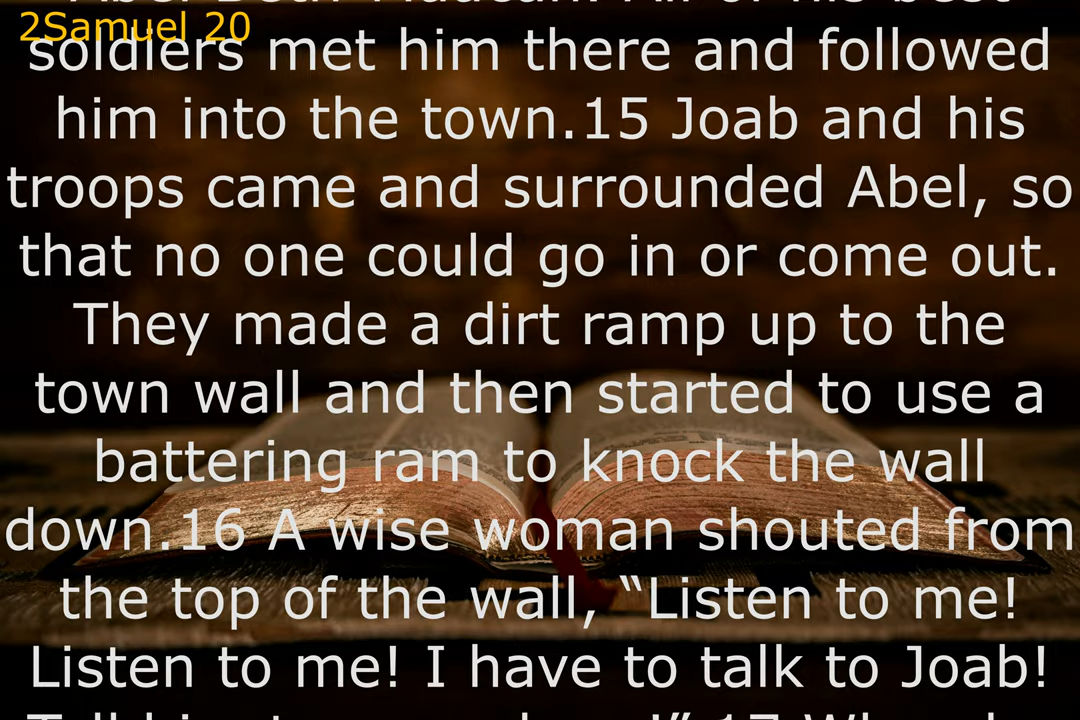 2Samuel 20
soldiers met him there and followed
him into the town.15 Joab and his
troops came and surrounded Abel, so
that no one could go in or come out.
They made a dirt ramp up to the
town wall and then started to use a
battering ram to knock the wall
down.16 A wise woman shouted from
the top of the wall, “Listen to me!
Listen to me! I have to talk to Joab!